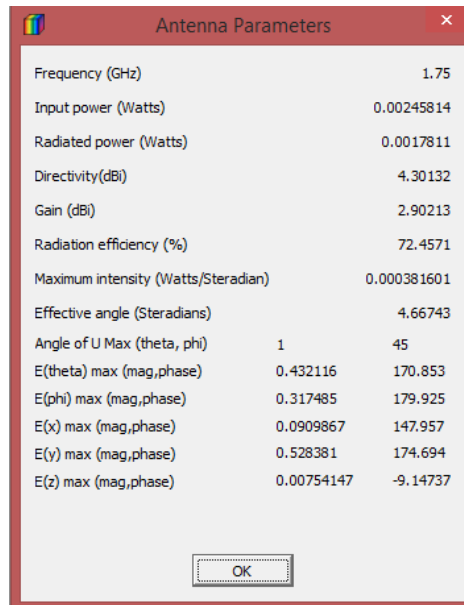 Antenna Parameters
Frequency (GHz) 1.75
Input power (Watts) 0.00245814
Radiated power (Watts) 0.0017811
Directivity(dBi) 4.30132
Gain (dBi) 2.90213
Radiation efficiency (%) 72.4571
Maximum intensity (Watts/Steradian) 0.000381601
Effective angle (Steradians) 4.66743
Angle of U Max (theta, phi) 1 45
E(theta) max (mag,phase) 0.432116 170.853
E(phi) max (mag,phase) 0.317485 179.925
E(x) max (mag,phase) 0.0909867 147.957
E(y) max (mag,phase) 0.528381 174.694
E(z) max (mag,phase) 0.00754147 -9.14737
OK